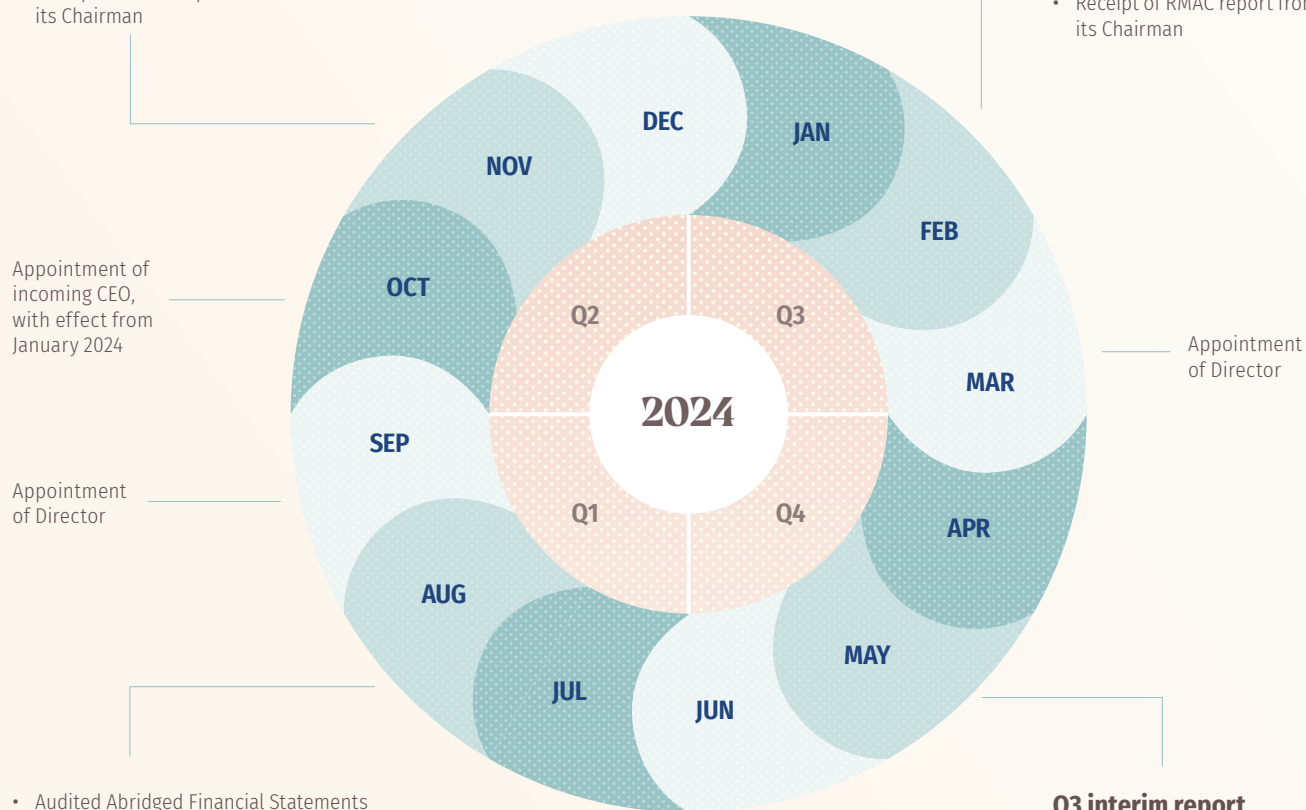 its Chairman
• Receipt of RMAC report from
its Chairman
DEC
JAN
NOV
FEB
OCT
Appointment of
incoming CEO,
with effect from
January 2024
Q2
Q3
Appointment
of Director
MAR
2024
SEP
Appointment
of Director
Q1
Q4
APR
AUG
MAY
JUL
JUN
• Audited Abridged Financial Statements
Q3 interim report